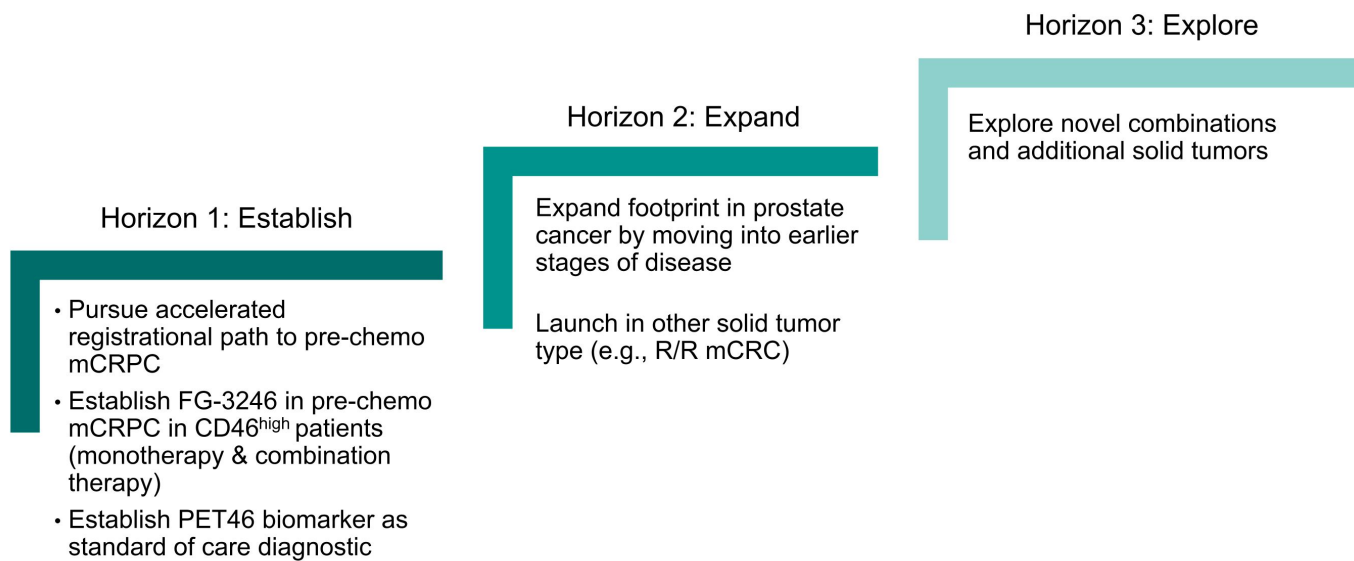 Horizon 1: Establish
• Pursue accelerated
registrational path to pre-chemo
mCRPC
• Establish FG-3246 in pre-chemo
mCRPC in CD46high patients
(monotherapy & combination
therapy)
• Establish PET46 biomarker as
standard of care diagnostic
Horizon 2: Expand
Expand footprint in prostate
cancer by moving into earlier
stages of disease
Launch in other solid tumor
type (e.g., R/R mCRC)
Horizon 3: Explore
Explore novel combinations
and additional solid tumors